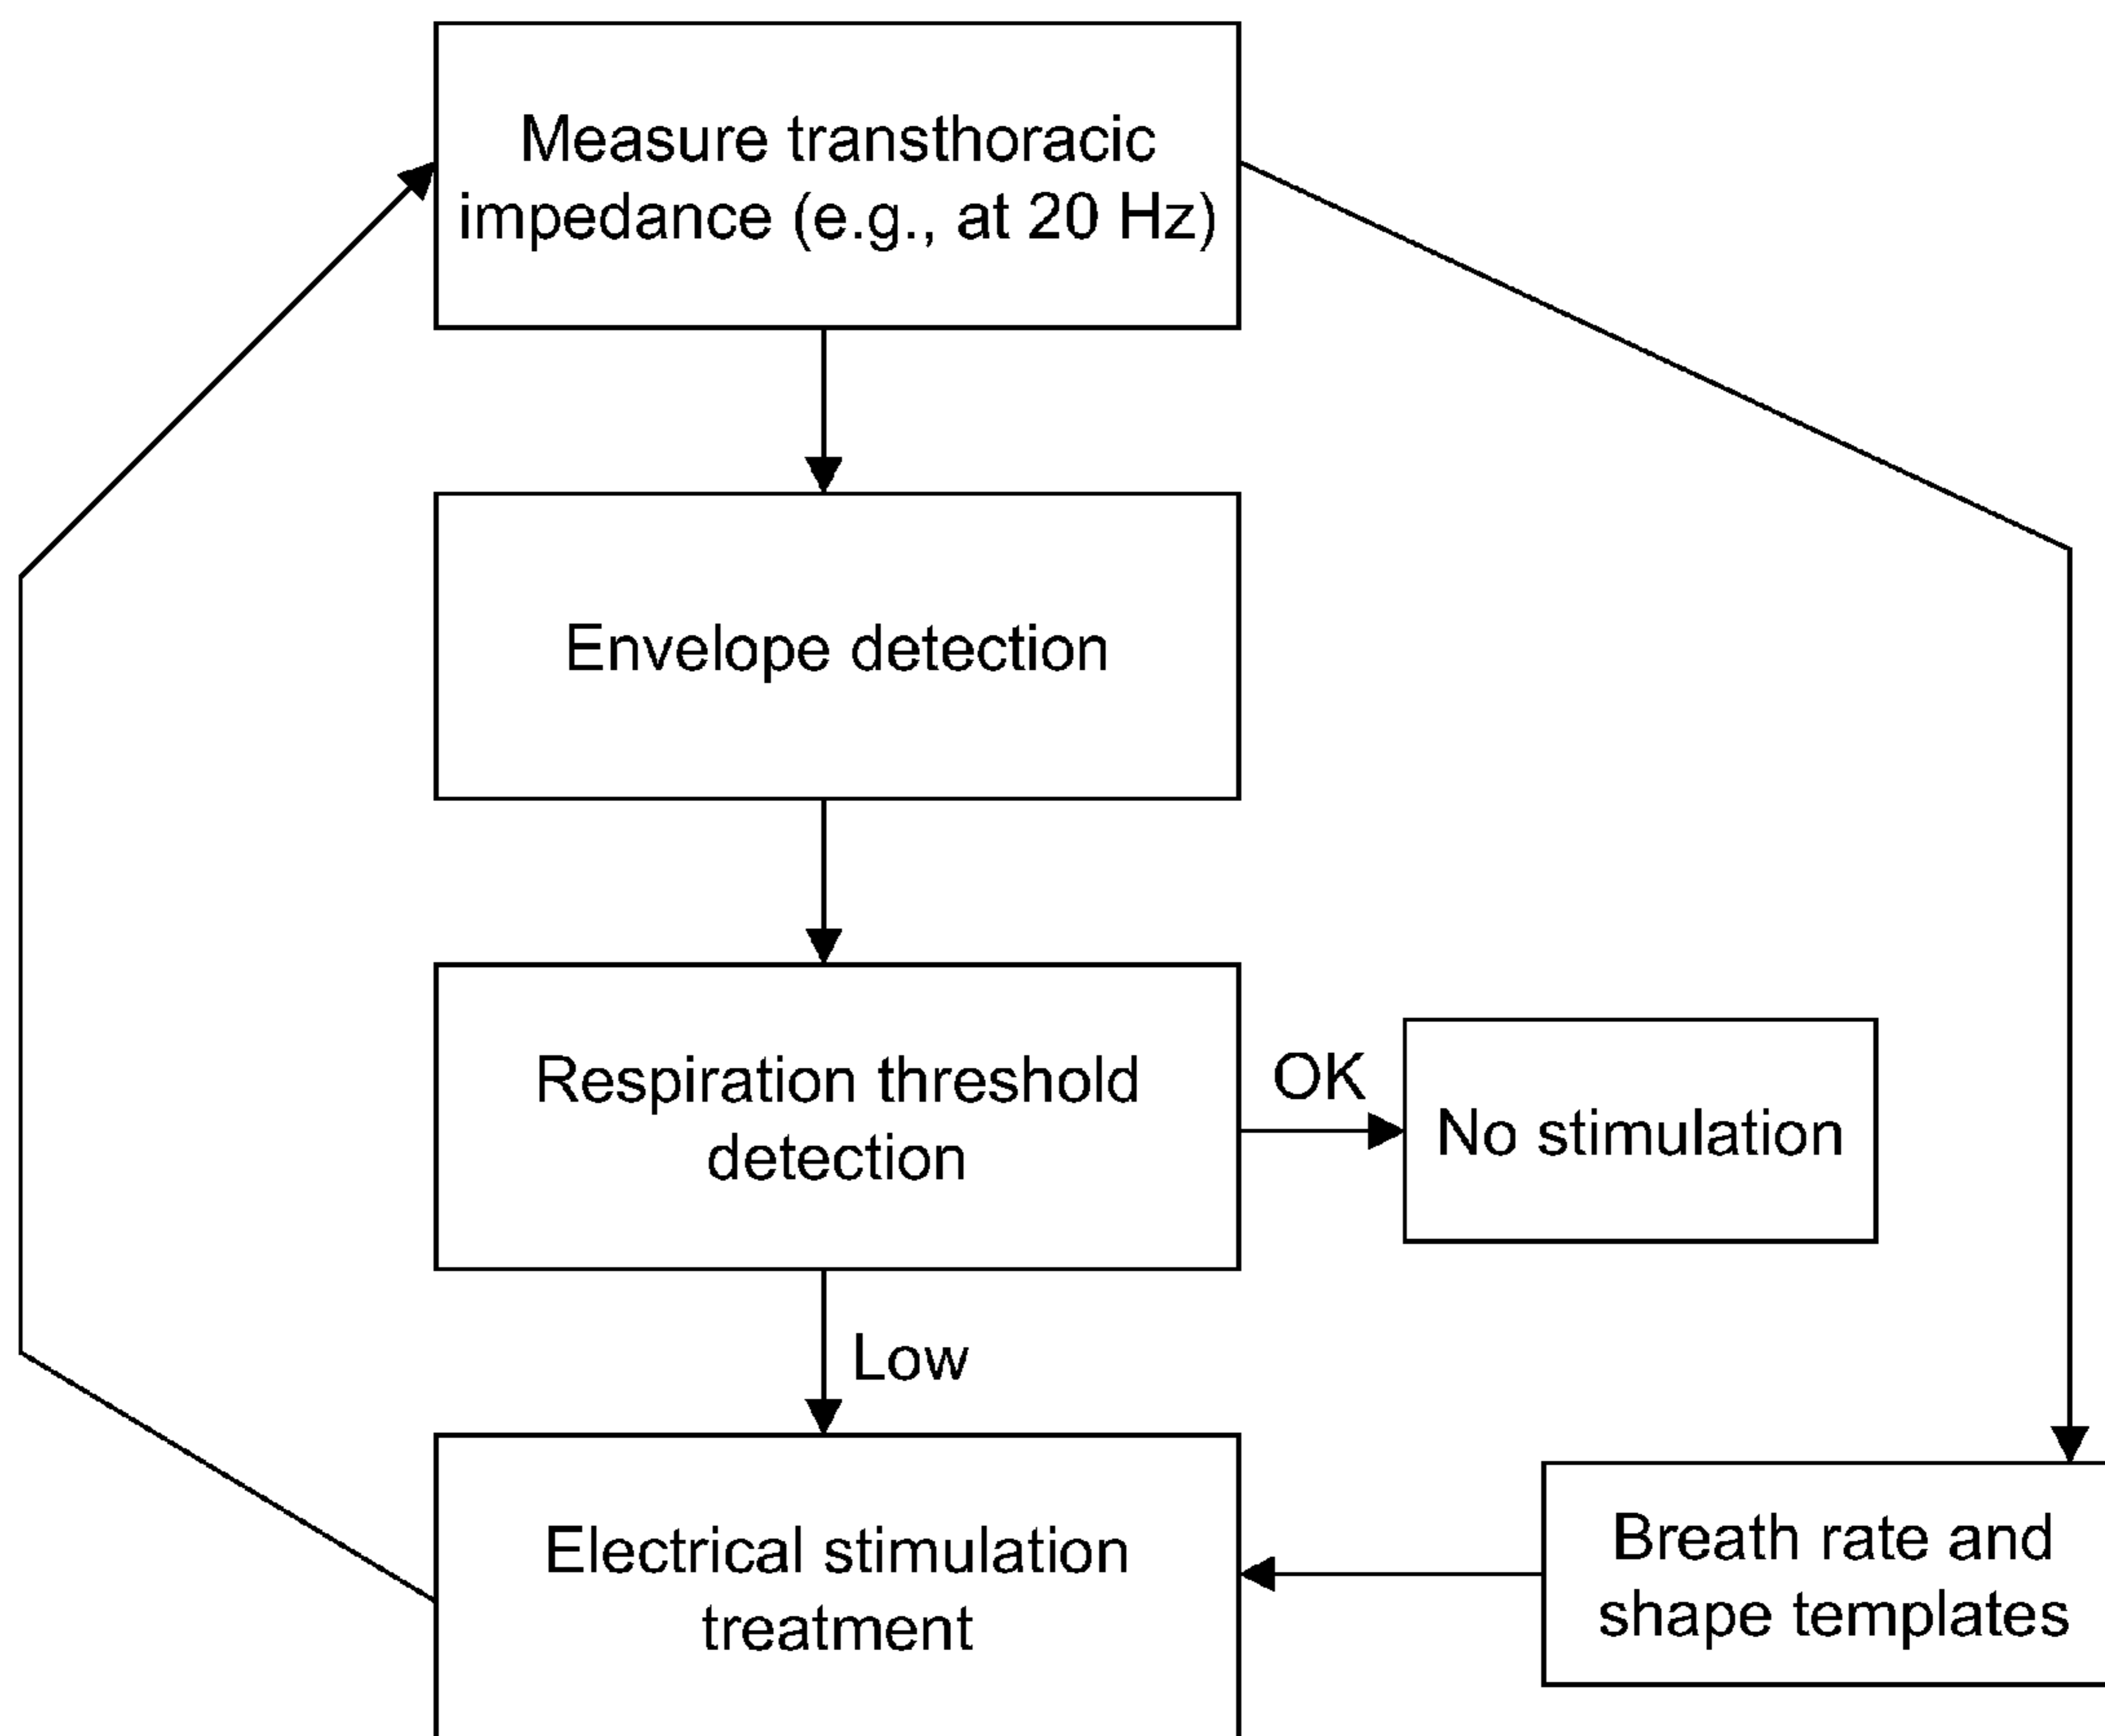 Measure transthoracic
impedance (e.g., at 20 Hz)
Envelope detection
Respiration threshold
detection
OK
No stimulation
Low
Electrical stimulation
treatment
Breath rate and
shape templates